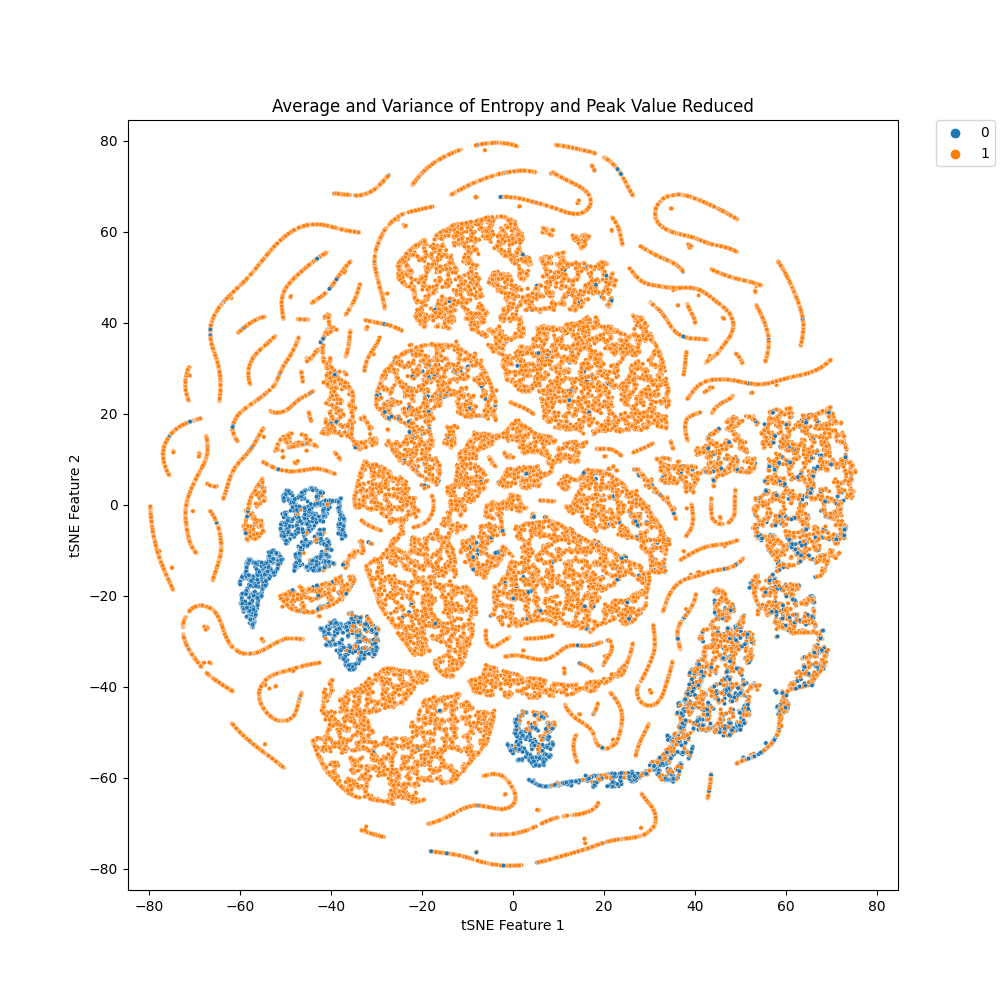 Average and Variance of Entropy and Peak Value Reduced
0
1
80
60
40
20
0
−20
−40
−60
−80
tSNE Feature 2
−80 −60 −40 −20 0 20 40 60 80
tSNE Feature 1